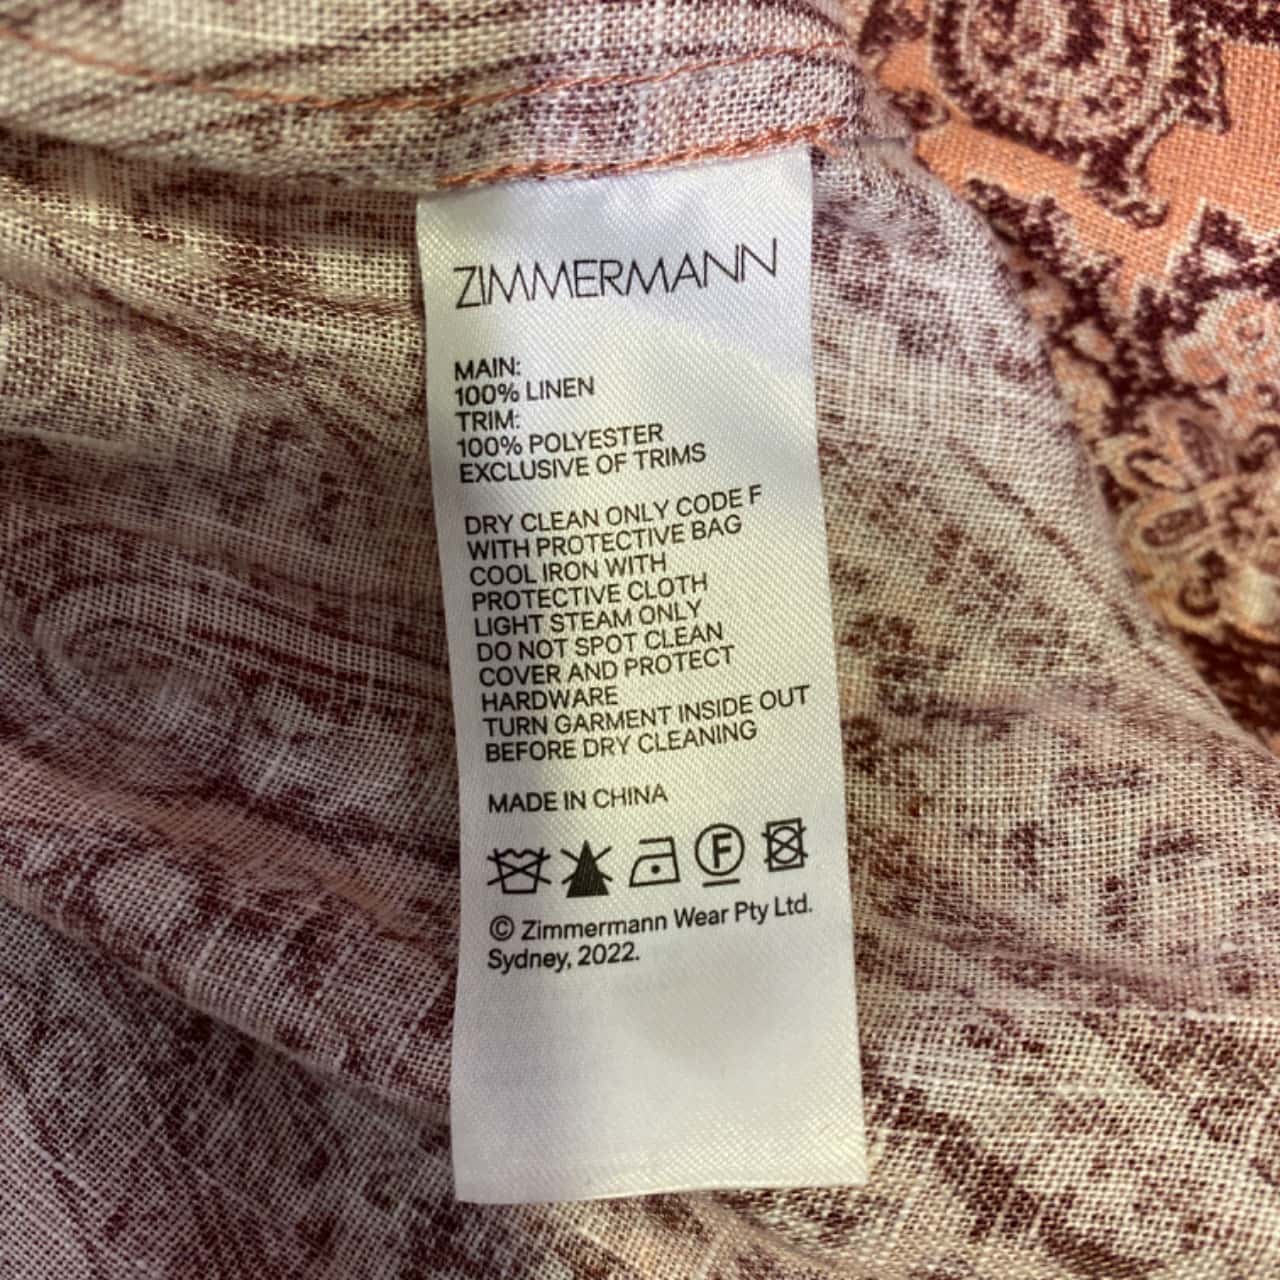 ZIMMERMANN
MAIN:
100% LINEN
TRIM:
100% POLYESTER
EXCLUSIVE OF TRIMS
DRY CLEAN ONLY CODE F
WITH PROTECTIVE BAG
COOL IRON WITH
PROTECTIVE CLOTH
LIGHT STEAM ONLY
DO NOT SPOT CLEAN
COVER AND PROTECT
HARDWARE
TURN GARMENT INSIDE OUT
BEFORE DRY CLEANING
MADE IN CHINA
F
© Zimmermann Wear Pty Ltd.
Sydney, 2022.